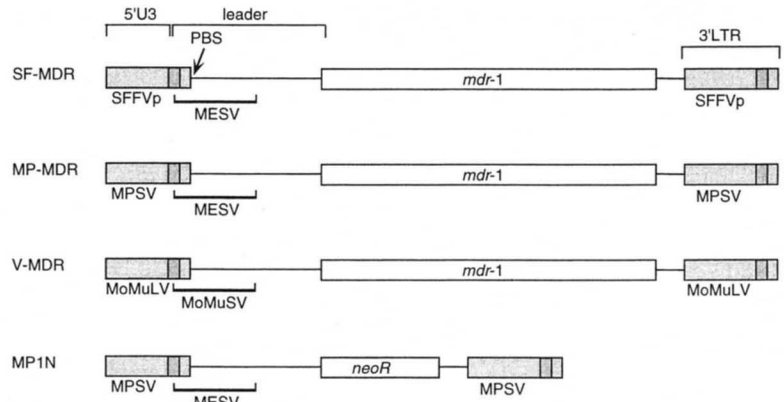 5'U3 leader
PBS 3'LTR
SF-MDR mdr-1
SFFVp MESV SFFVp
MP-MDR mdr-1
MPSV MESV MPSV
V-MDR mdr-1
MoMuLV MoMuSV MoMuLV
MP1N neoR
MPSV MESV MPSV